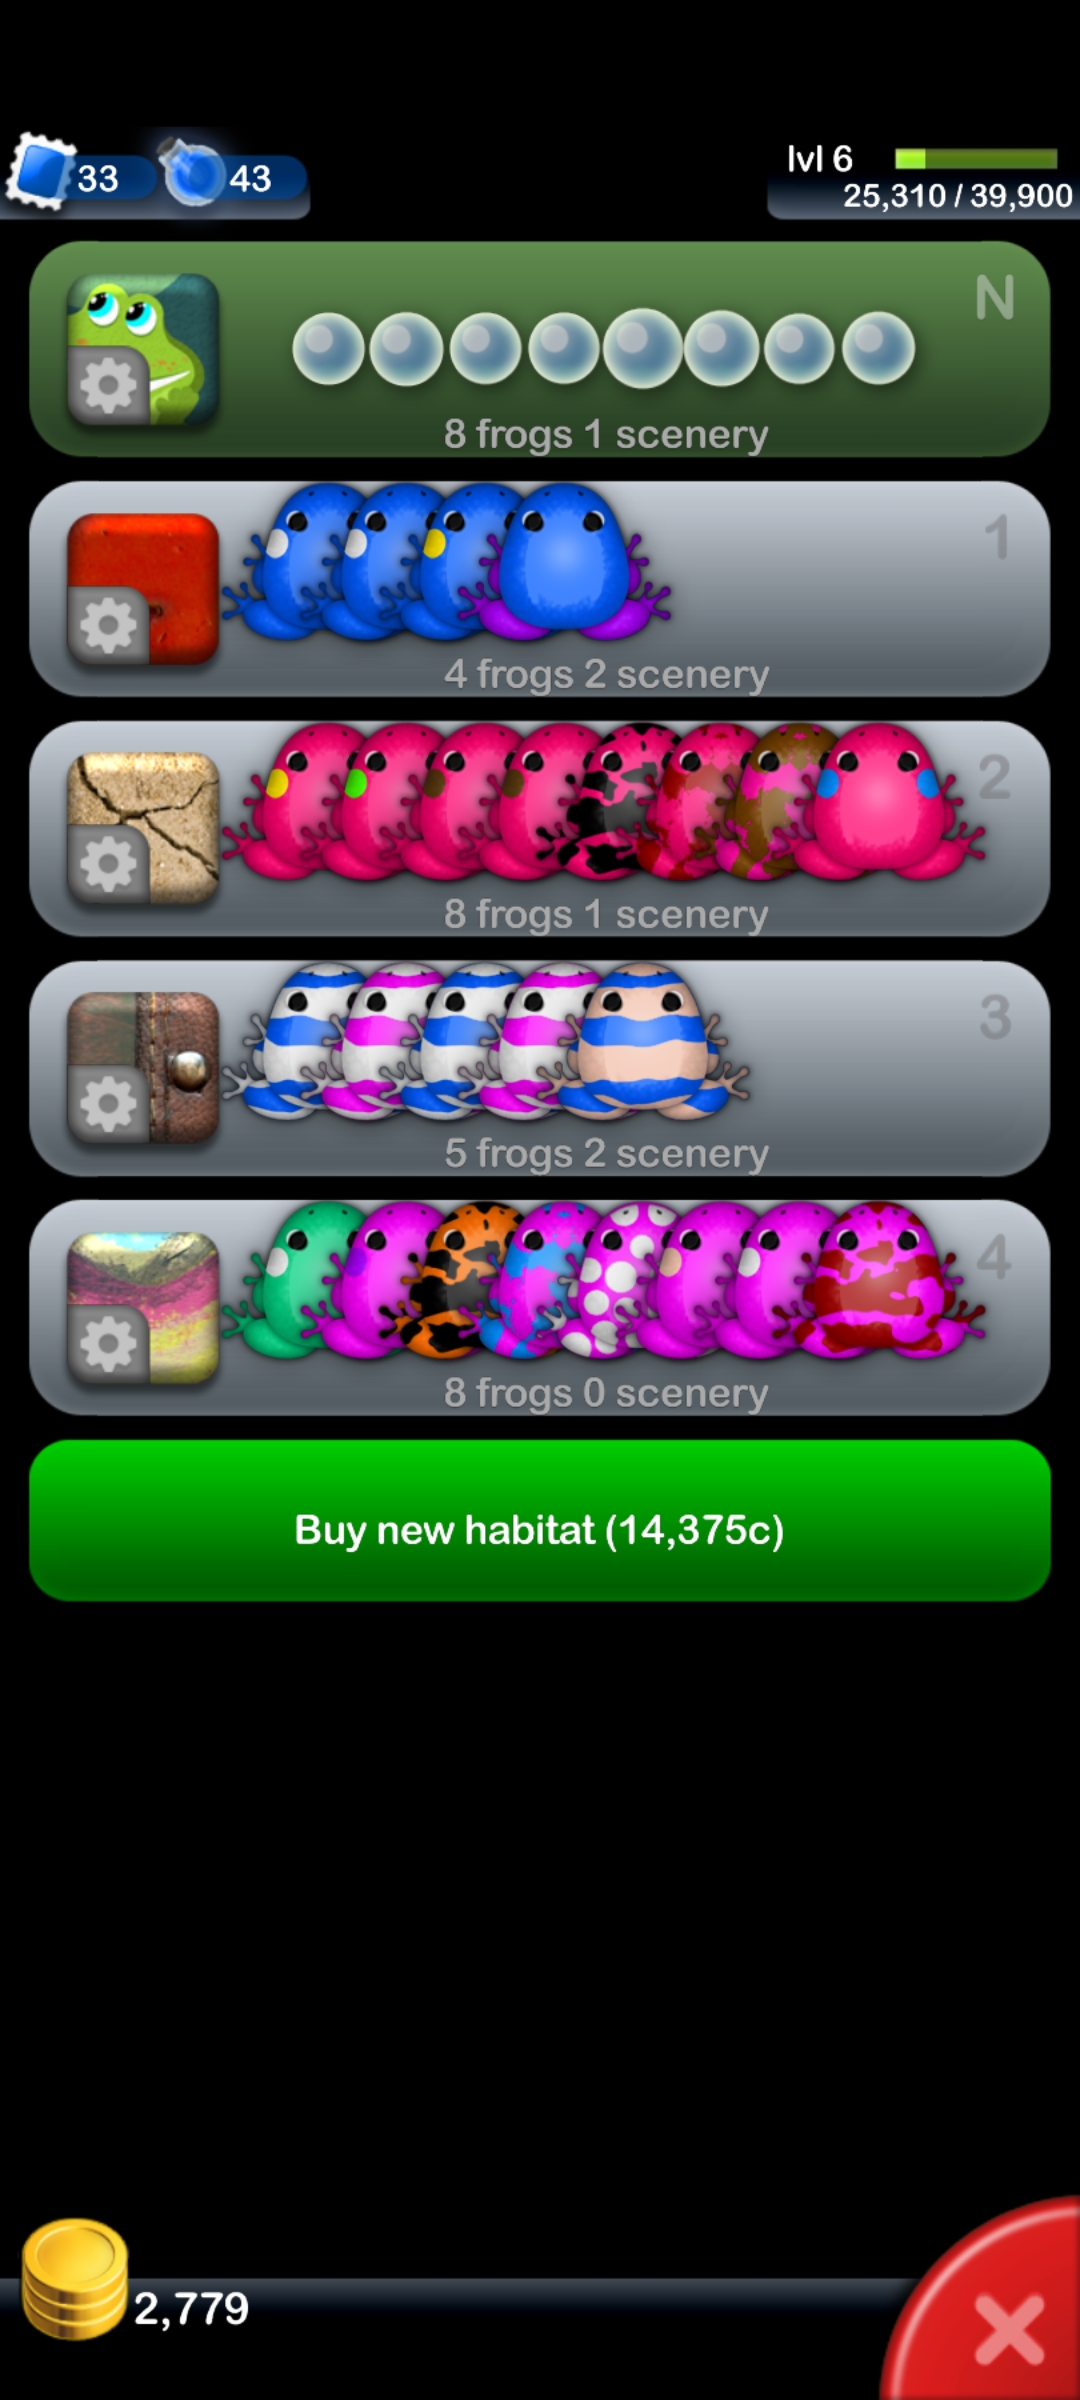 33
43
lvl 6
25,310 / 39,900
N
8 frogs 1 scenery
1
4 frogs 2 scenery
2
8 frogs 1 scenery
3
5 frogs 2 scenery
4
8 frogs 0 scenery
Buy new habitat (14,375c)
2,779